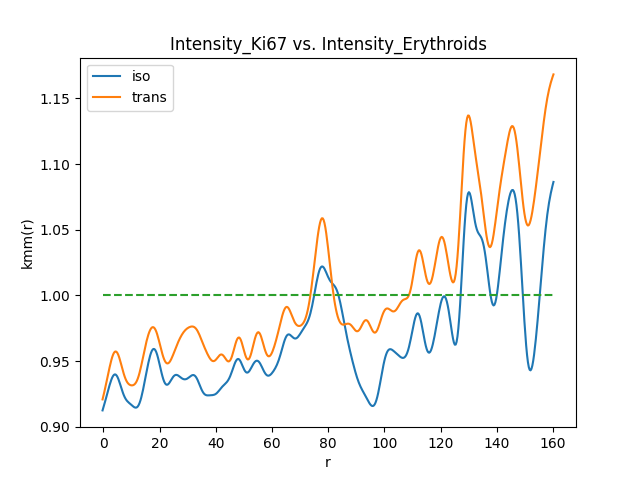 Intensity_Ki67 vs. Intensity_Erythroids
iso
trans
1.15
1.10
1.05
1.00
0.95
0.90
kmm(r)
0 20 40 60 80 100 120 140 160
r